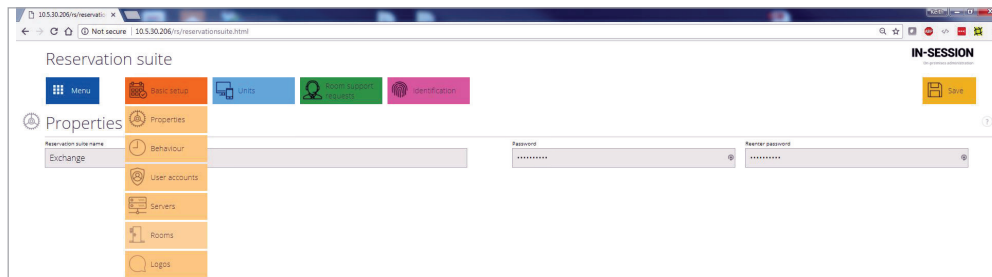 10.5.30.206/rs/reservatio
Not secure | 10.5.30.206/rs/reservationsuite.html
Reservation suite
IN-SESSION
Menu
Basic setup
Units
Room support requests
Identification
Save
Properties
Properties
Behaviour
User accounts
Servers
Rooms
Logos
Reservation suite name
Exchange
Password
••••••••••
Reenter password
••••••••••